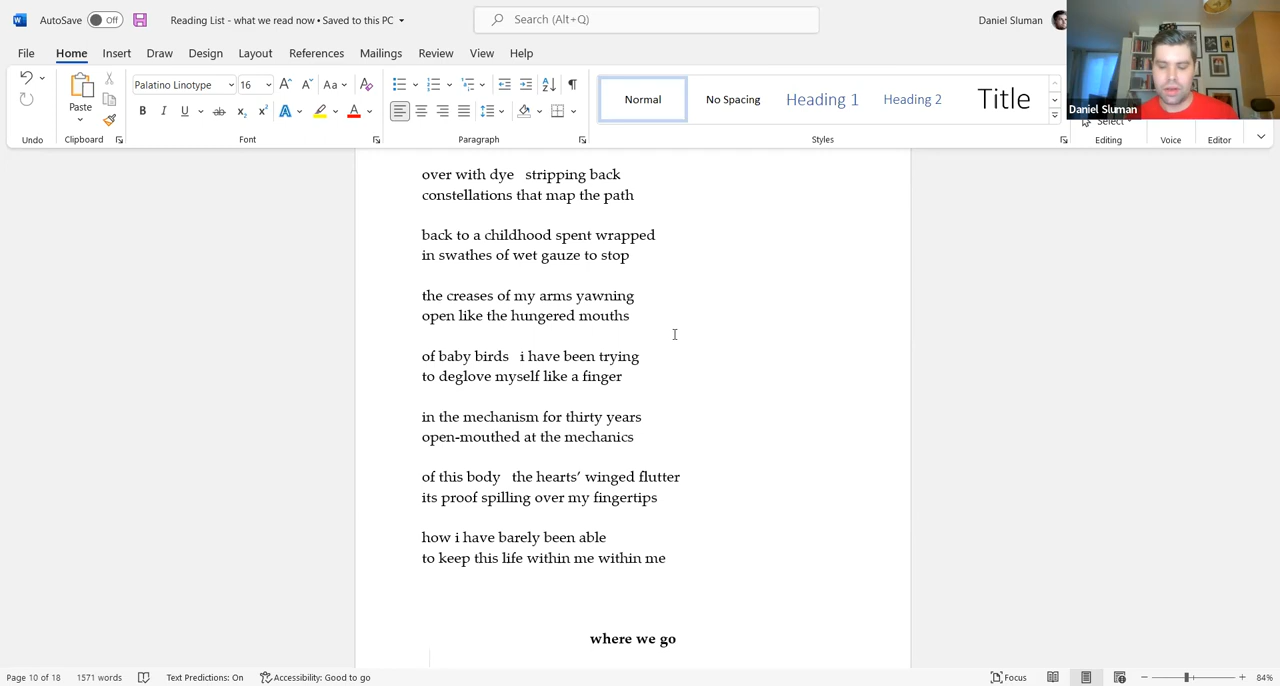 AutoSave Off Reading List - what we read now • Saved to this PC Search (Alt+Q) Daniel Sluman
File Home Insert Draw Design Layout References Mailings Review View Help
Daniel Sluman
Paste Palatino Linotype 16 Aa Normal No Spacing Heading 1 Heading 2 Title
B I U ab x₂ x² A A
Select
Undo Clipboard Font Paragraph Styles Editing Voice Editor
over with dye stripping back
constellations that map the path
back to a childhood spent wrapped
in swathes of wet gauze to stop
the creases of my arms yawning
open like the hungered mouths
of baby birds i have been trying
to deglove myself like a finger
in the mechanism for thirty years
open-mouthed at the mechanics
of this body the hearts’ winged flutter
its proof spilling over my fingertips
how i have barely been able
to keep this life within me within me
where we go
Page 10 of 18 1571 words Text Predictions: On Accessibility: Good to go Focus 84%